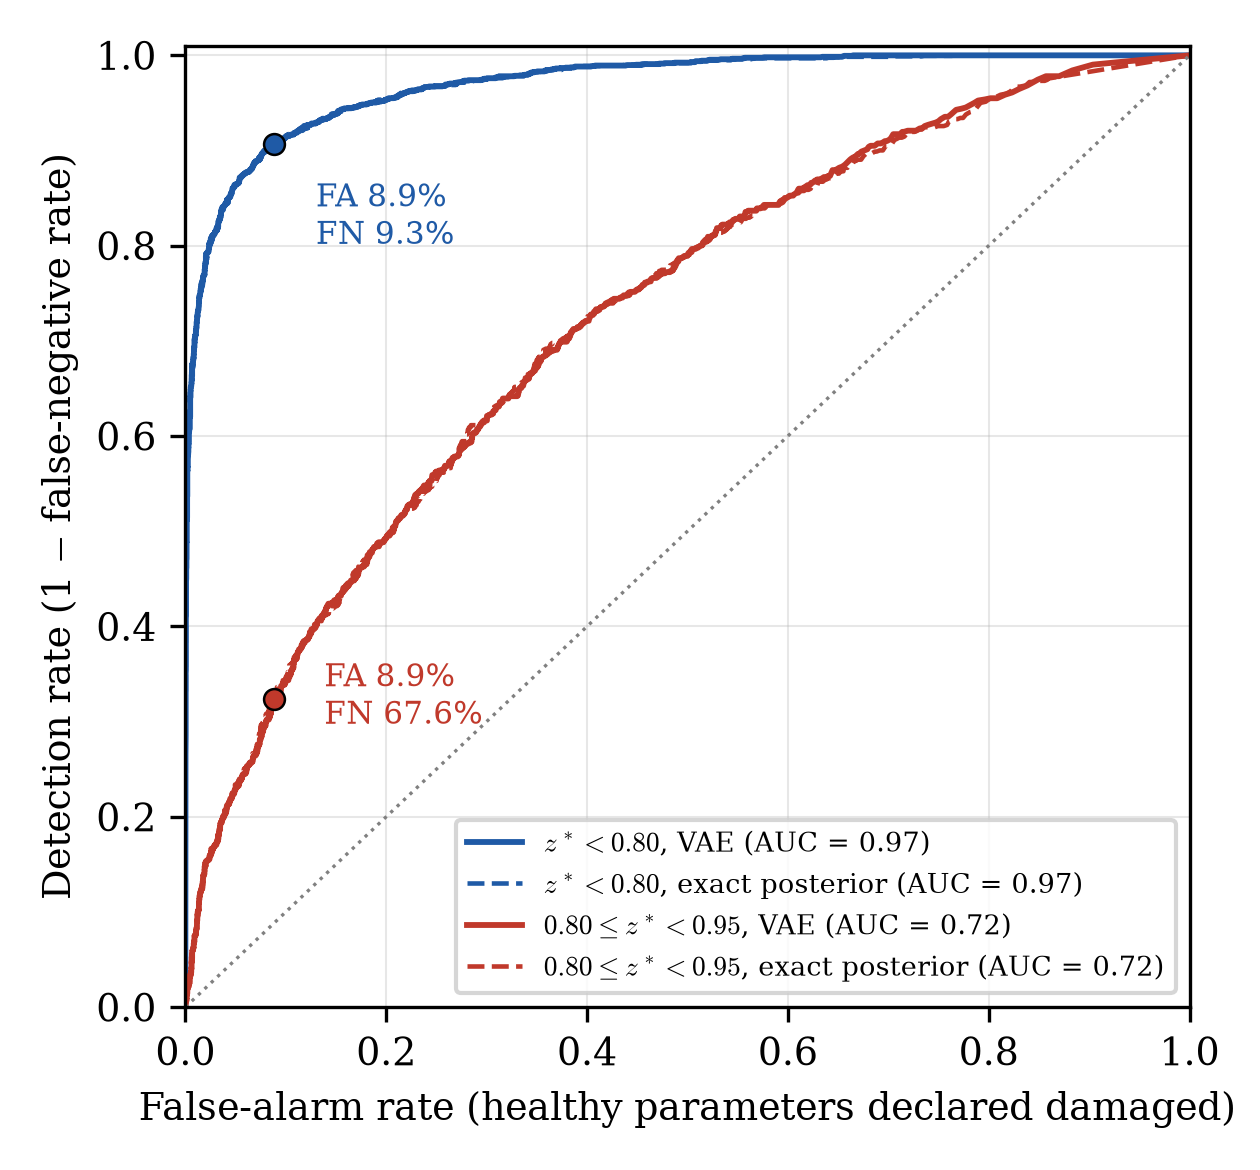 Detection rate (1 − false-negative rate)
1.0
0.8
0.6
0.4
0.2
0.0
FA 8.9%
FN 9.3%
FA 8.9%
FN 67.6%
z* < 0.80, VAE (AUC = 0.97)
z* < 0.80, exact posterior (AUC = 0.97)
0.80 ≤ z* < 0.95, VAE (AUC = 0.72)
0.80 ≤ z* < 0.95, exact posterior (AUC = 0.72)
0.0 0.2 0.4 0.6 0.8 1.0
False-alarm rate (healthy parameters declared damaged)